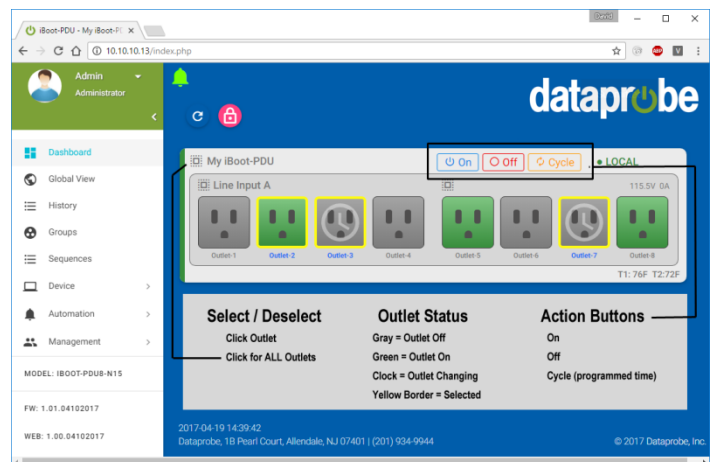 David
iBoot-PDU - My iBoot-PD
10.10.10.13/index.php
ABP
V
Admin
Administrator
dataprobe
Dashboard
Global View
History
Groups
Sequences
Device
Automation
Management
MODEL: IBOOT-PDU8-N15
FW: 1.01.04102017
WEB: 1.00.04102017
My iBoot-PDU
On
Off
Cycle
LOCAL
Line Input A
115.5V 0A
Outlet-1
Outlet-2
Outlet-3
Outlet-4
Outlet-5
Outlet-6
Outlet-7
Outlet-8
T1: 76F T2:72F
Select / Deselect
Click Outlet
Click for ALL Outlets
Outlet Status
Gray = Outlet Off
Green = Outlet On
Clock = Outlet Changing
Yellow Border = Selected
Action Buttons
On
Off
Cycle (programmed time)
2017-04-19 14:39:42
Dataprobe, 1B Pearl Court, Allendale, NJ 07401 | (201) 934-9944
© 2017 Dataprobe, Inc.